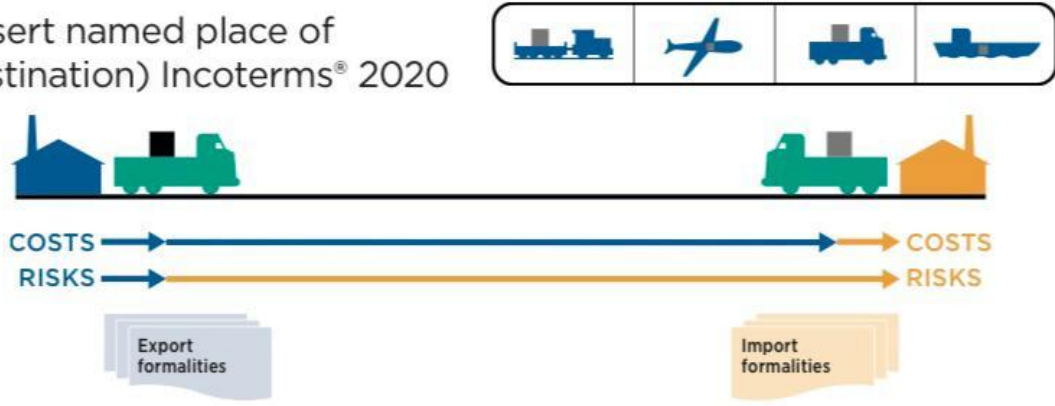 sert named place of
stination) Incoterms® 2020
COSTS COSTS
RISKS RISKS
Export
formalities
Import
formalities